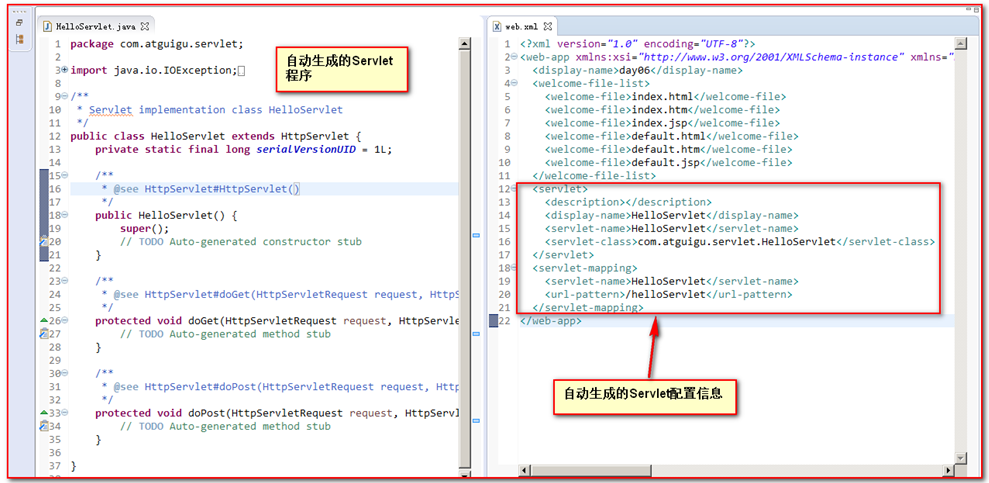 HelloServlet.java
1 package com.atguigu.servlet;
2
3 import java.io.IOException;
8
9 /**
10 * Servlet implementation class HelloServlet
11 */
12 public class HelloServlet extends HttpServlet {
13 private static final long serialVersionUID = 1L;
14
15 /**
16 * @see HttpServlet#HttpServlet()
17 */
18 public HelloServlet() {
19 super();
20 // TODO Auto-generated constructor stub
21 }
22
23 /**
24 * @see HttpServlet#doGet(HttpServletRequest request, HttpS
25 */
26 protected void doGet(HttpServletRequest request, HttpServle
27 // TODO Auto-generated method stub
28 }
29
30 /**
31 * @see HttpServlet#doPost(HttpServletRequest request, Http
32 */
33 protected void doPost(HttpServletRequest request, HttpServl
34 // TODO Auto-generated method stub
35 }
36
37 }
自动生成的Servlet
程序
web.xml
1 <?xml version="1.0" encoding="UTF-8"?>
2 <web-app xmlns:xsi="http://www.w3.org/2001/XMLSchema-instance" xmlns="
3 <display-name>day06</display-name>
4 <welcome-file-list>
5 <welcome-file>index.html</welcome-file>
6 <welcome-file>index.htm</welcome-file>
7 <welcome-file>index.jsp</welcome-file>
8 <welcome-file>default.html</welcome-file>
9 <welcome-file>default.htm</welcome-file>
10 <welcome-file>default.jsp</welcome-file>
11 </welcome-file-list>
12 <servlet>
13 <description></description>
14 <display-name>HelloServlet</display-name>
15 <servlet-name>HelloServlet</servlet-name>
16 <servlet-class>com.atguigu.servlet.HelloServlet</servlet-class>
17 </servlet>
18 <servlet-mapping>
19 <servlet-name>HelloServlet</servlet-name>
20 <url-pattern>/helloServlet</url-pattern>
21 </servlet-mapping>
22 </web-app>
自动生成的Servlet配置信息